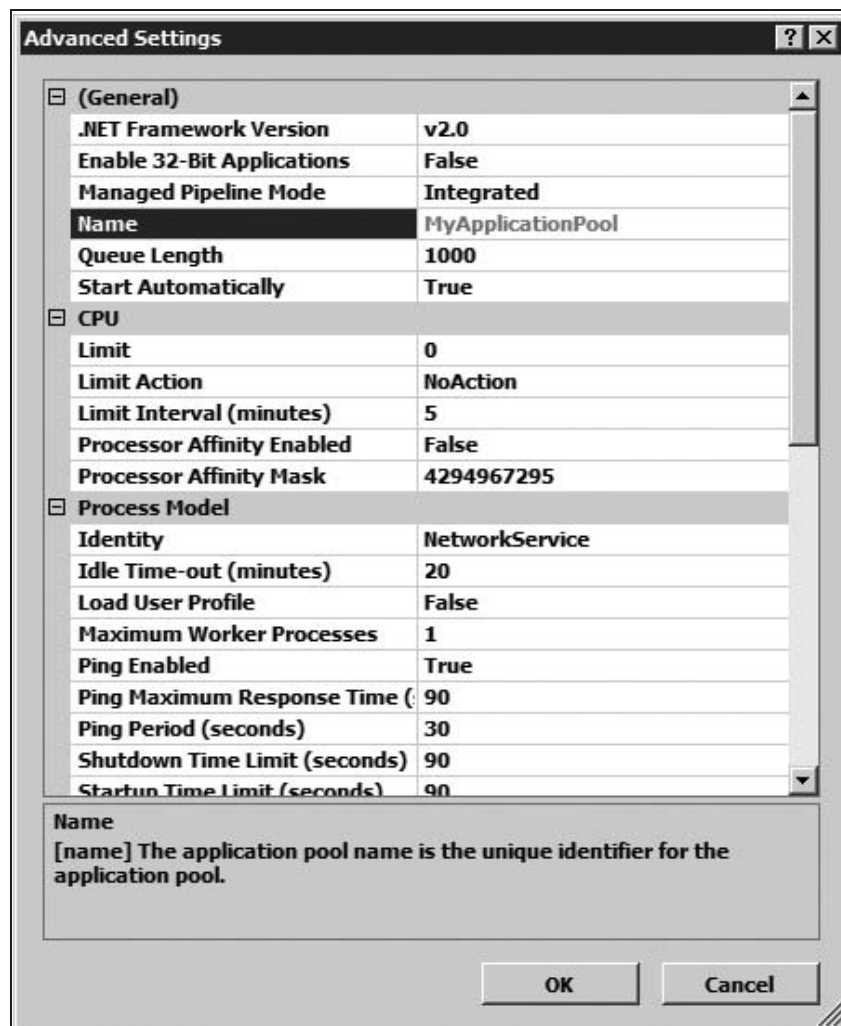 Advanced Settings
(General)
.NET Framework Version v2.0
Enable 32-Bit Applications False
Managed Pipeline Mode Integrated
Name MyApplicationPool
Queue Length 1000
Start Automatically True
CPU
Limit 0
Limit Action NoAction
Limit Interval (minutes) 5
Processor Affinity Enabled False
Processor Affinity Mask 4294967295
Process Model
Identity NetworkService
Idle Time-out (minutes) 20
Load User Profile False
Maximum Worker Processes 1
Ping Enabled True
Ping Maximum Response Time ( 90
Ping Period (seconds) 30
Shutdown Time Limit (seconds) 90
Startup Time Limit (seconds) 90
Name
[name] The application pool name is the unique identifier for the
application pool.
OK Cancel